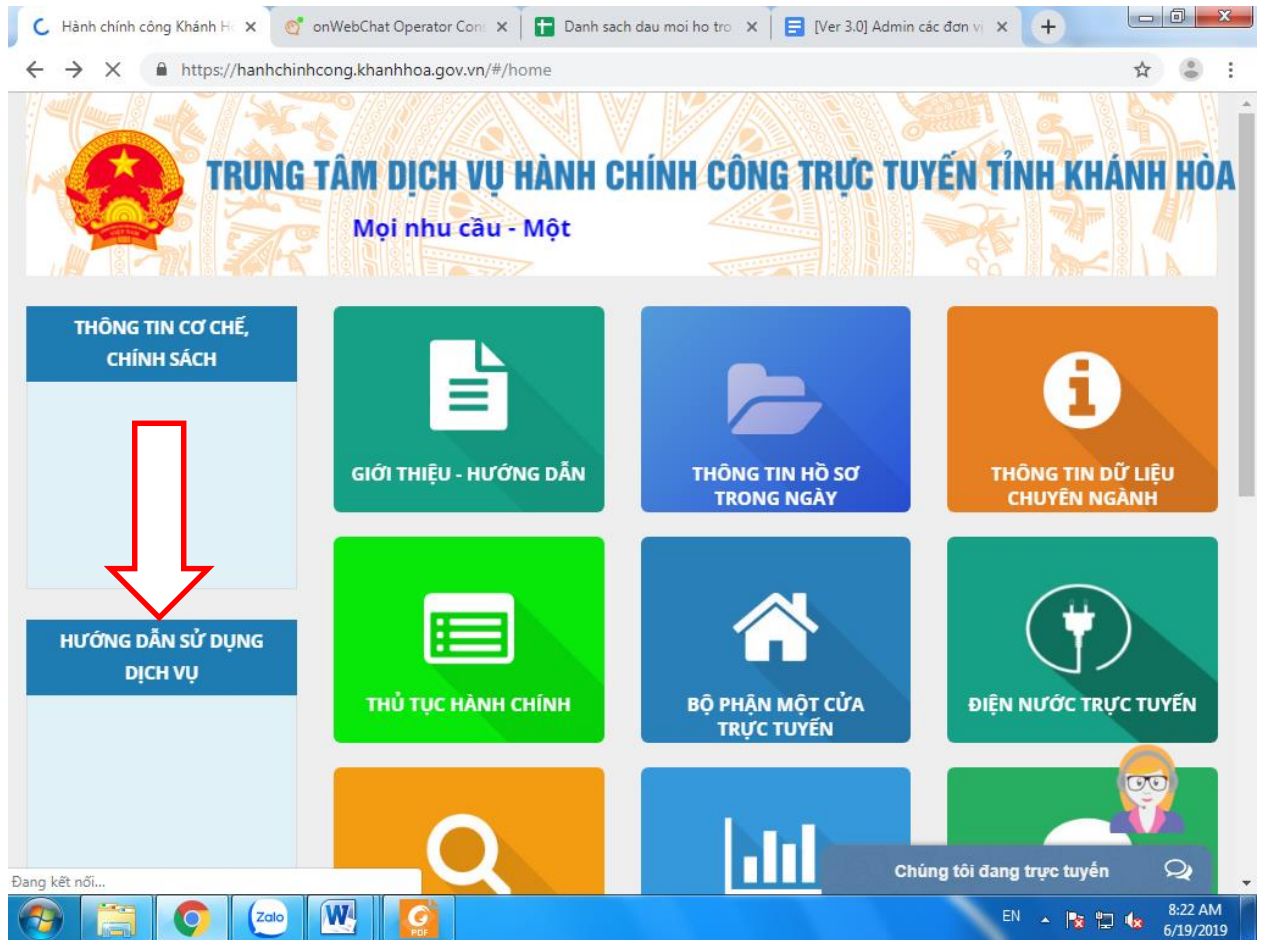 Hành chính công Khánh H
onWebChat Operator Con
Danh sach dau moi ho tro
[Ver 3.0] Admin các đơn vị
https://hanhchinhcong.khanhhoa.gov.vn/#/home
TRUNG TÂM DỊCH VỤ HÀNH CHÍNH CÔNG TRỰC TUYẾN TỈNH KHÁNH HÒA
Mọi nhu cầu - Một
THÔNG TIN CƠ CHẾ,
CHÍNH SÁCH
GIỚI THIỆU - HƯỚNG DẪN
THÔNG TIN HỒ SƠ
TRONG NGÀY
THÔNG TIN DỮ LIỆU
CHUYÊN NGÀNH
HƯỚNG DẪN SỬ DỤNG
DỊCH VỤ
THỦ TỤC HÀNH CHÍNH
BỘ PHẬN MỘT CỬA
TRỰC TUYẾN
ĐIỆN NƯỚC TRỰC TUYẾN
Chúng tôi đang trực tuyến
Đang kết nối...
Zalo
W
G
PDF
EN
8:22 AM
6/19/2019